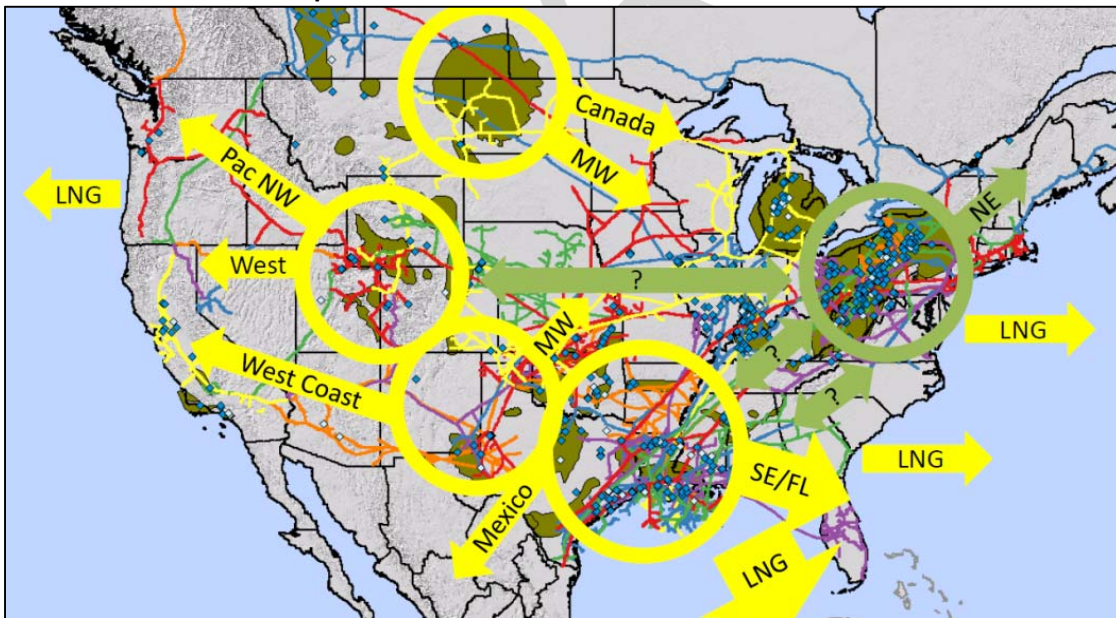 Canada
MW
Pac NW
NE
LNG
West
?
LNG
MW
?
West Coast
?
LNG
SE/FL
Mexico
LNG